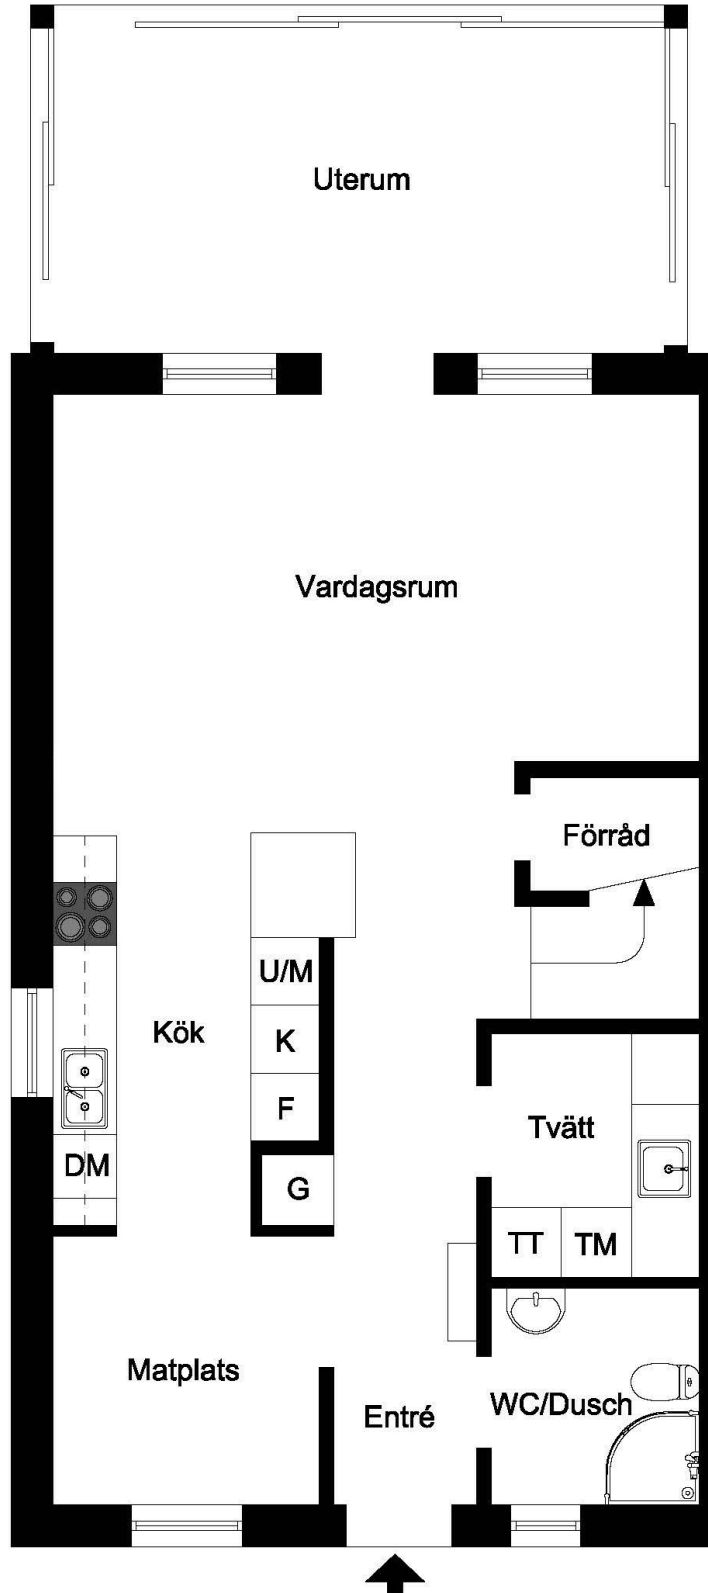 Uterum
Vardagsrum
Förråd
U/M
Kök
K
F
Tvätt
DM
G
TT
TM
Matplats
WC/Dusch
Entré